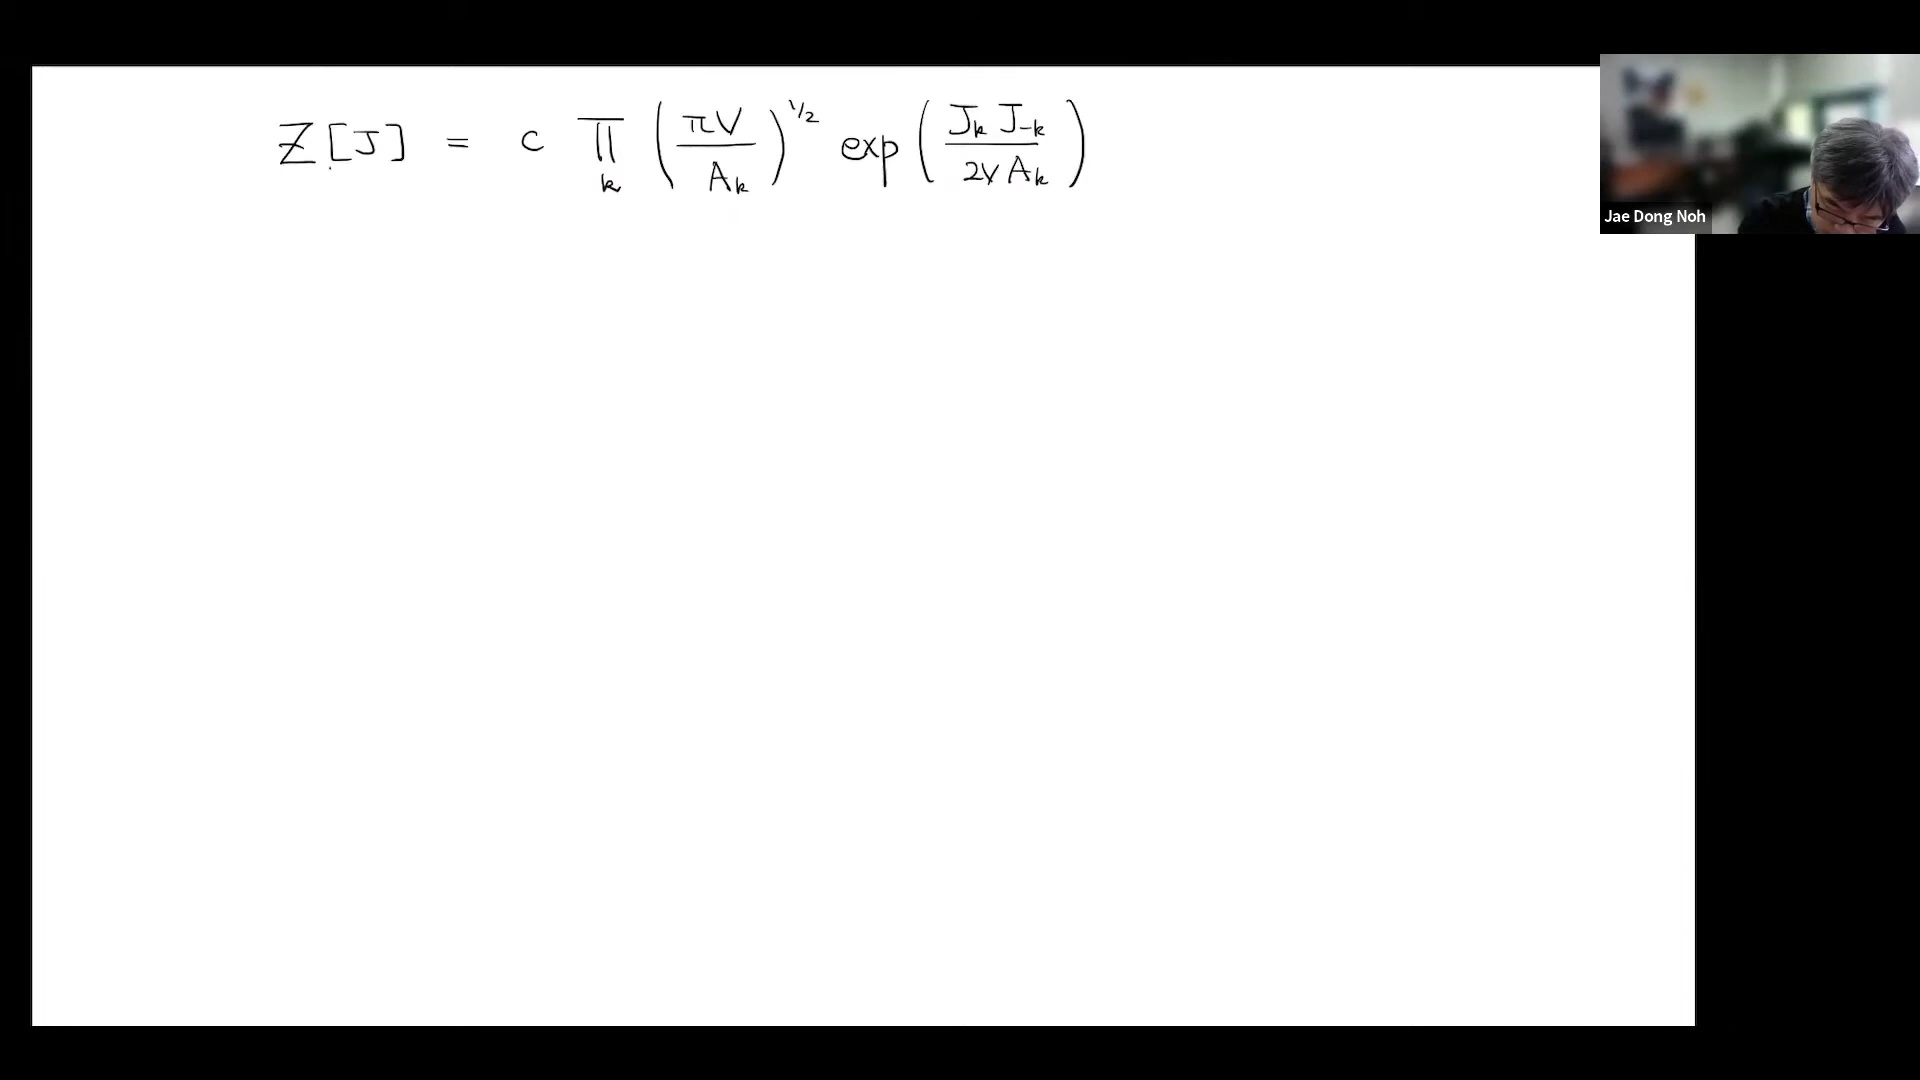 Z[J] = c ∏_k (πV / A_k)^{1/2} exp(J_k J_{-k} / 2V A_k)
Jae Dong Noh